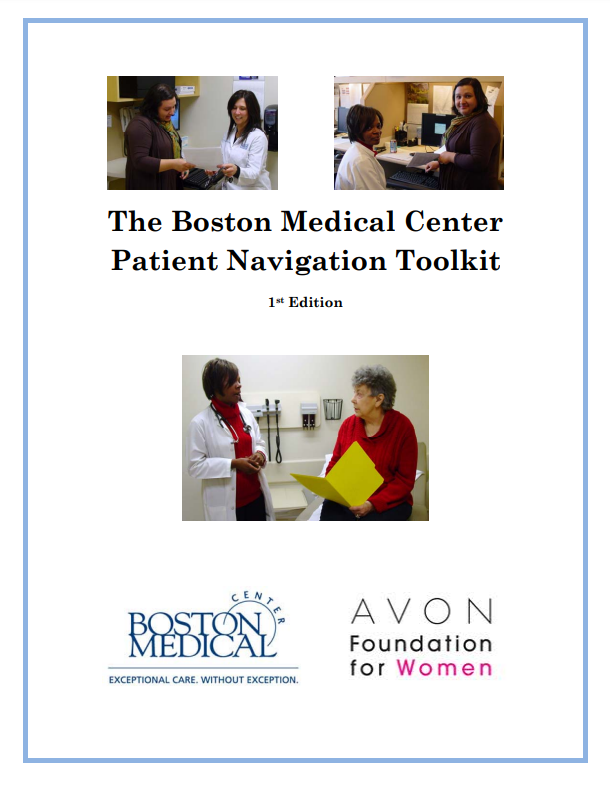 The Boston Medical Center
Patient Navigation Toolkit
1st Edition
CENTER
BOSTON
MEDICAL
EXCEPTIONAL CARE. WITHOUT EXCEPTION.
AVON
Foundation
for Women